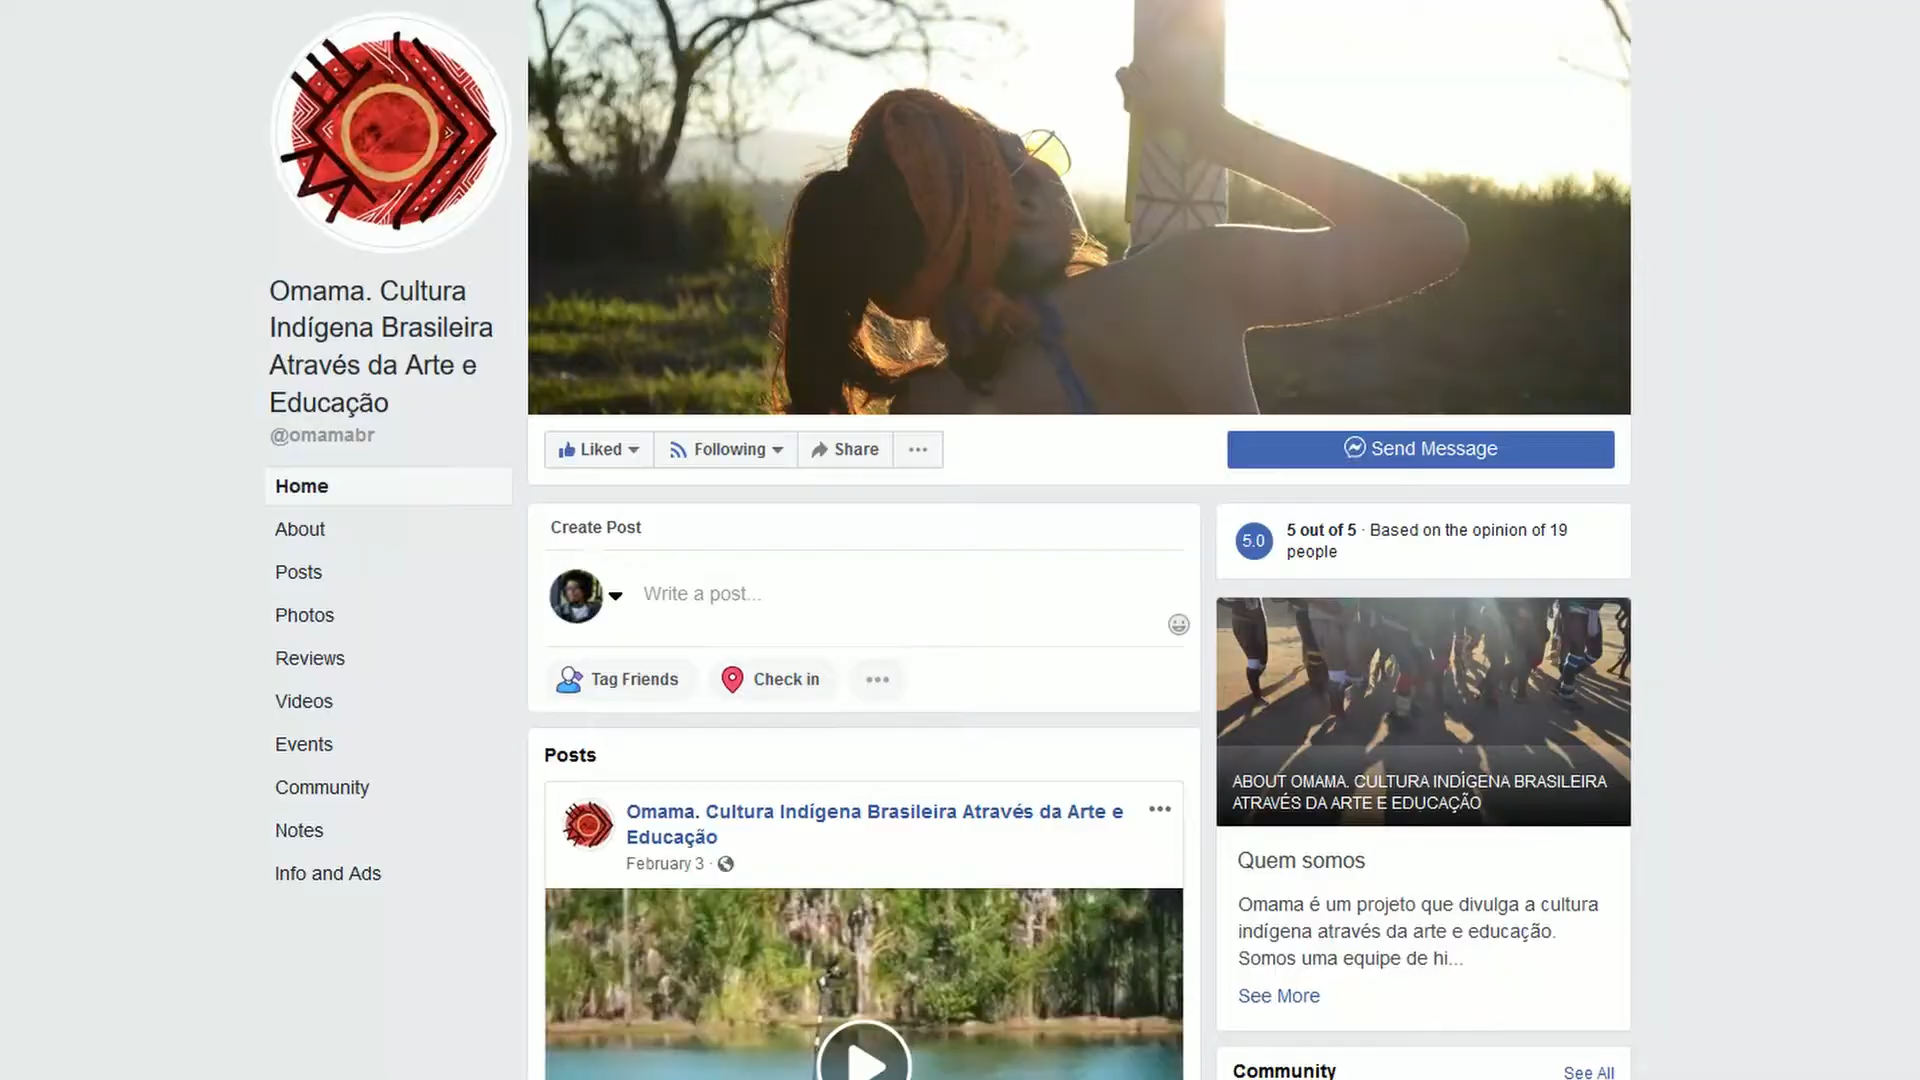 Omama. Cultura
Indígena Brasileira
Através da Arte e
Educação
@omamabr
Home
About
Posts
Photos
Reviews
Videos
Events
Community
Notes
Info and Ads
Liked
Following
Share
Send Message
Create Post
Write a post...
Tag Friends
Check in
Posts
Omama. Cultura Indígena Brasileira Através da Arte e
Educação
February 3 ·
5.0
5 out of 5 · Based on the opinion of 19
people
ABOUT OMAMA. CULTURA INDÍGENA BRASILEIRA
ATRAVÉS DA ARTE E EDUCAÇÃO
Quem somos
Omama é um projeto que divulga a cultura
indígena através da arte e educação.
Somos uma equipe de hi...
See More
Community
See All